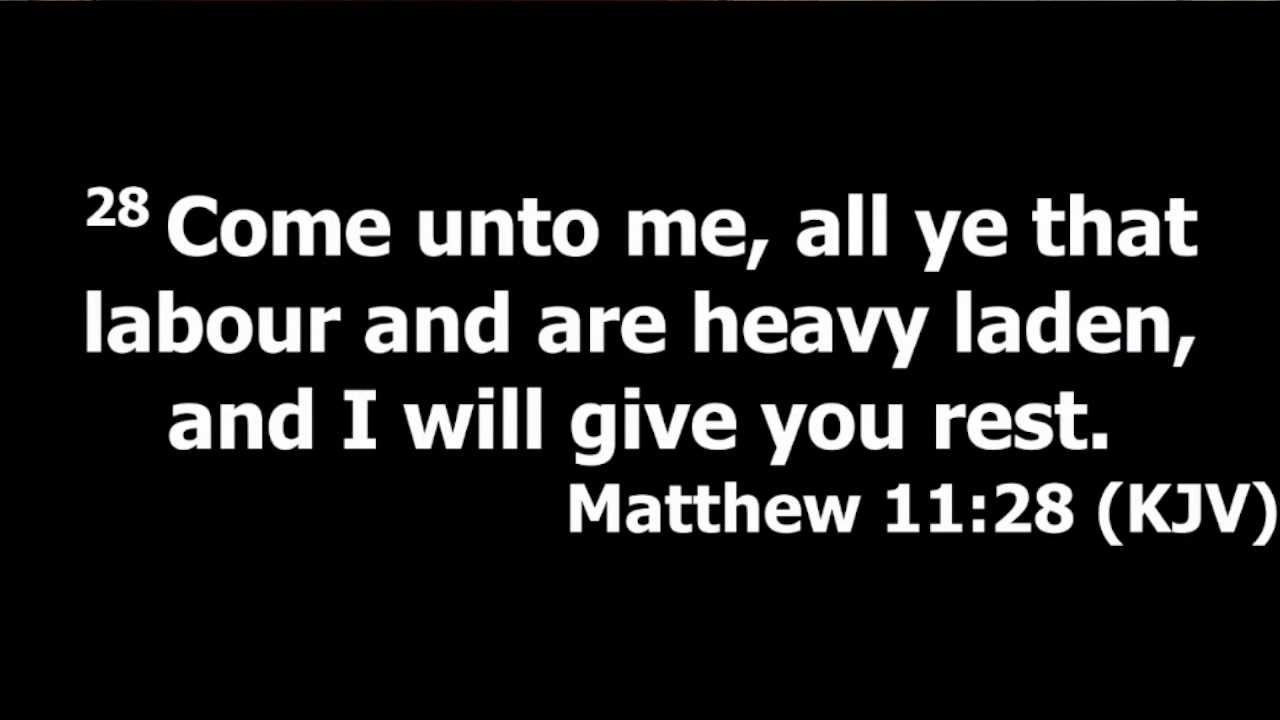 28 Come unto me, all ye that
labour and are heavy laden,
and I will give you rest.
Matthew 11:28 (KJV)